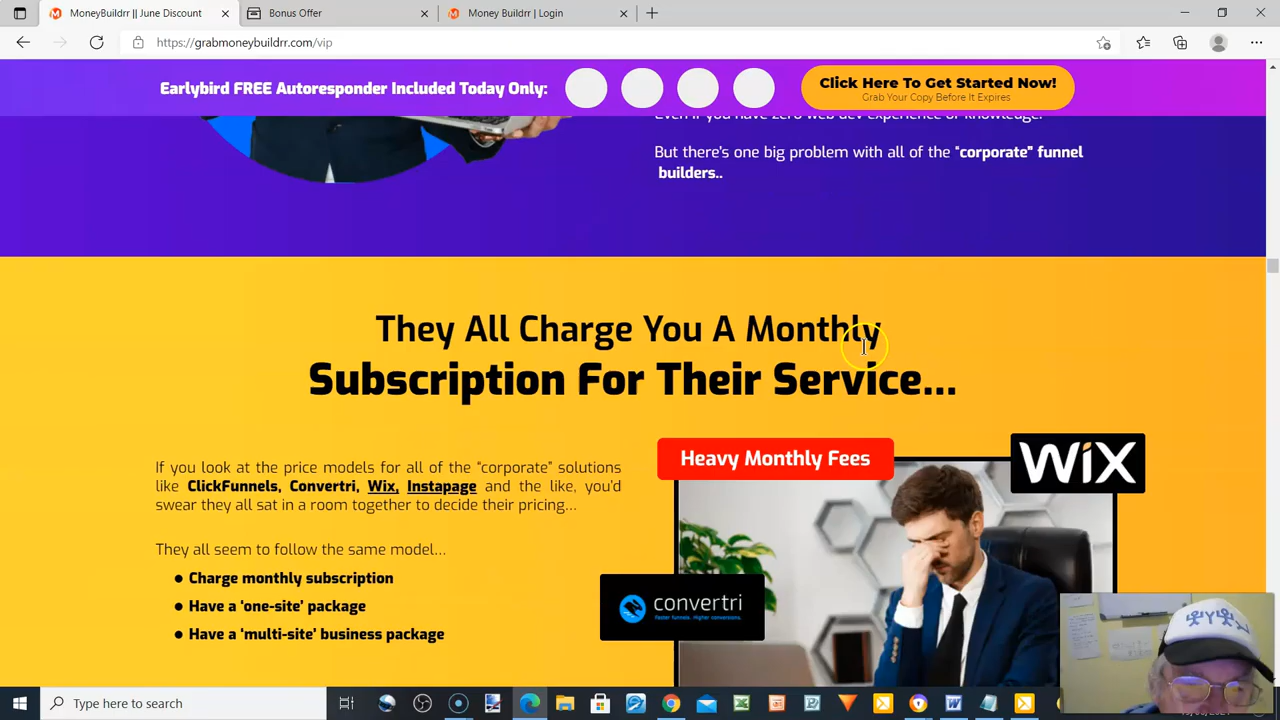 MoneyBuildrr || June Discount
Bonus Offer
Money Buildrr | Login
https://grabmoneybuildrr.com/vip
Earlybird FREE Autoresponder Included Today Only:
Click Here To Get Started Now!
Grab Your Copy Before It Expires
Even if you have zero web dev experience or knowledge.
But there's one big problem with all of the "corporate" funnel
builders..
They All Charge You A Monthly
Subscription For Their Service...
If you look at the price models for all of the “corporate” solutions
like ClickFunnels, Convertri, Wix, Instapage and the like, you’d
swear they all sat in a room together to decide their pricing…
They all seem to follow the same model…
● Charge monthly subscription
● Have a ‘one-site’ package
● Have a ‘multi-site’ business package
Heavy Monthly Fees
WiX
convertri
faster funnels. Higher conversions.
Type here to search